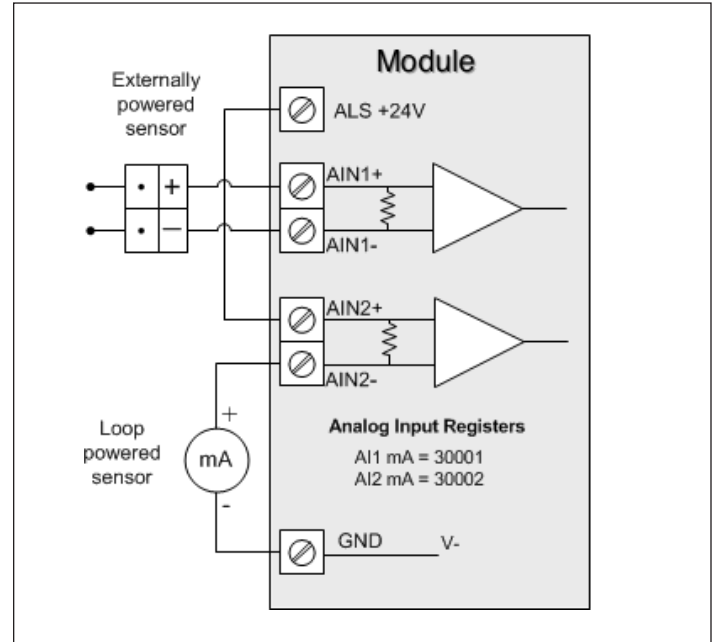 Module
Externally
powered
sensor
ALS +24V
+
−
AIN1+
AIN1-
AIN2+
AIN2-
Loop
powered
sensor
+
mA
-
Analog Input Registers
AI1 mA = 30001
AI2 mA = 30002
GND
V-